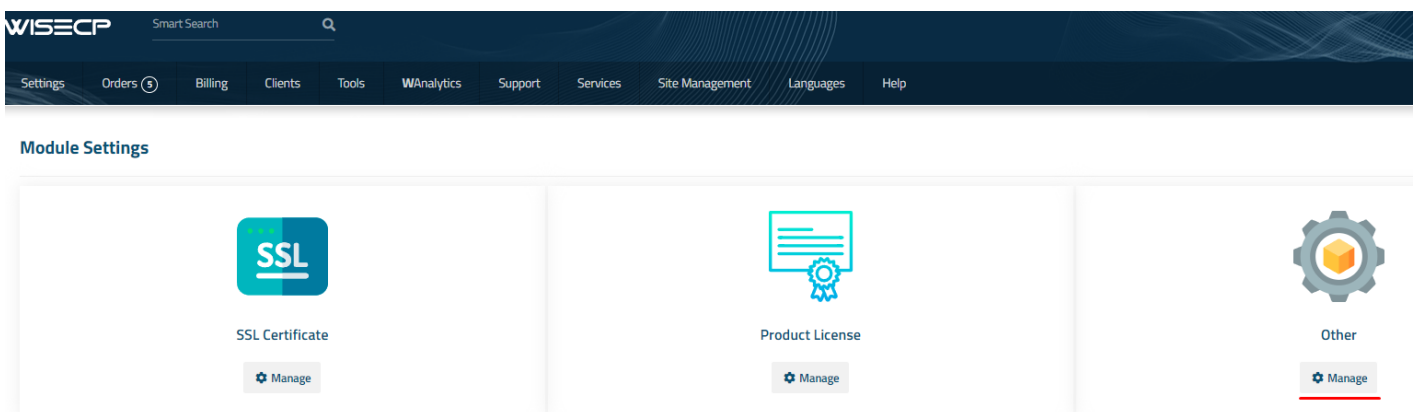 WISECP
Smart Search
Settings
Orders 5
Billing
Clients
Tools
WAnalytics
Support
Services
Site Management
Languages
Help
Module Settings
SSL
SSL Certificate
Product License
Other
Manage
Manage
Manage